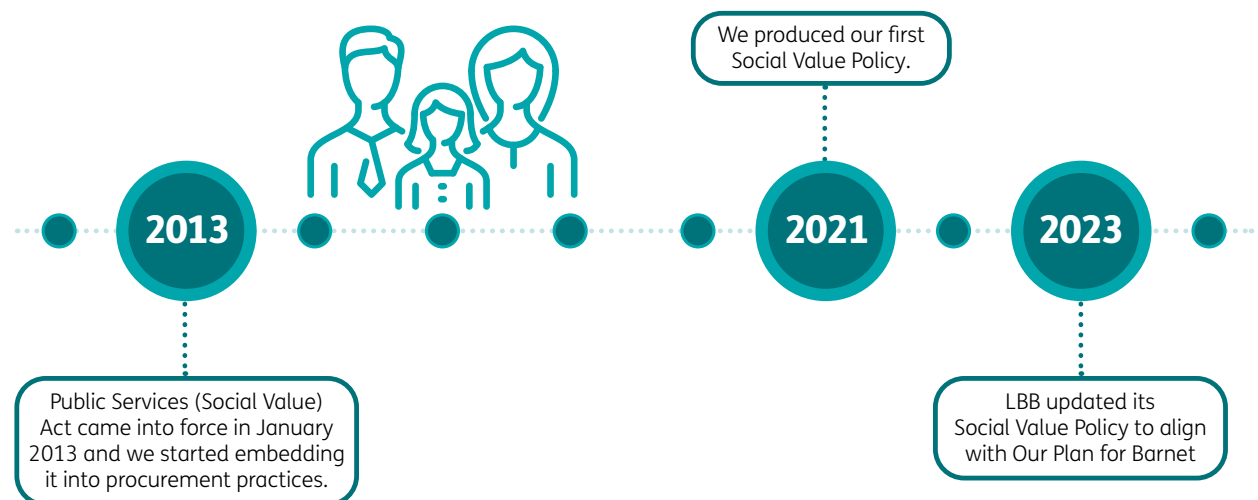 We produced our first
Social Value Policy.
2013
2021
2023
Public Services (Social Value)
Act came into force in January
2013 and we started embedding
it into procurement practices.
LBB updated its
Social Value Policy to align
with Our Plan for Barnet